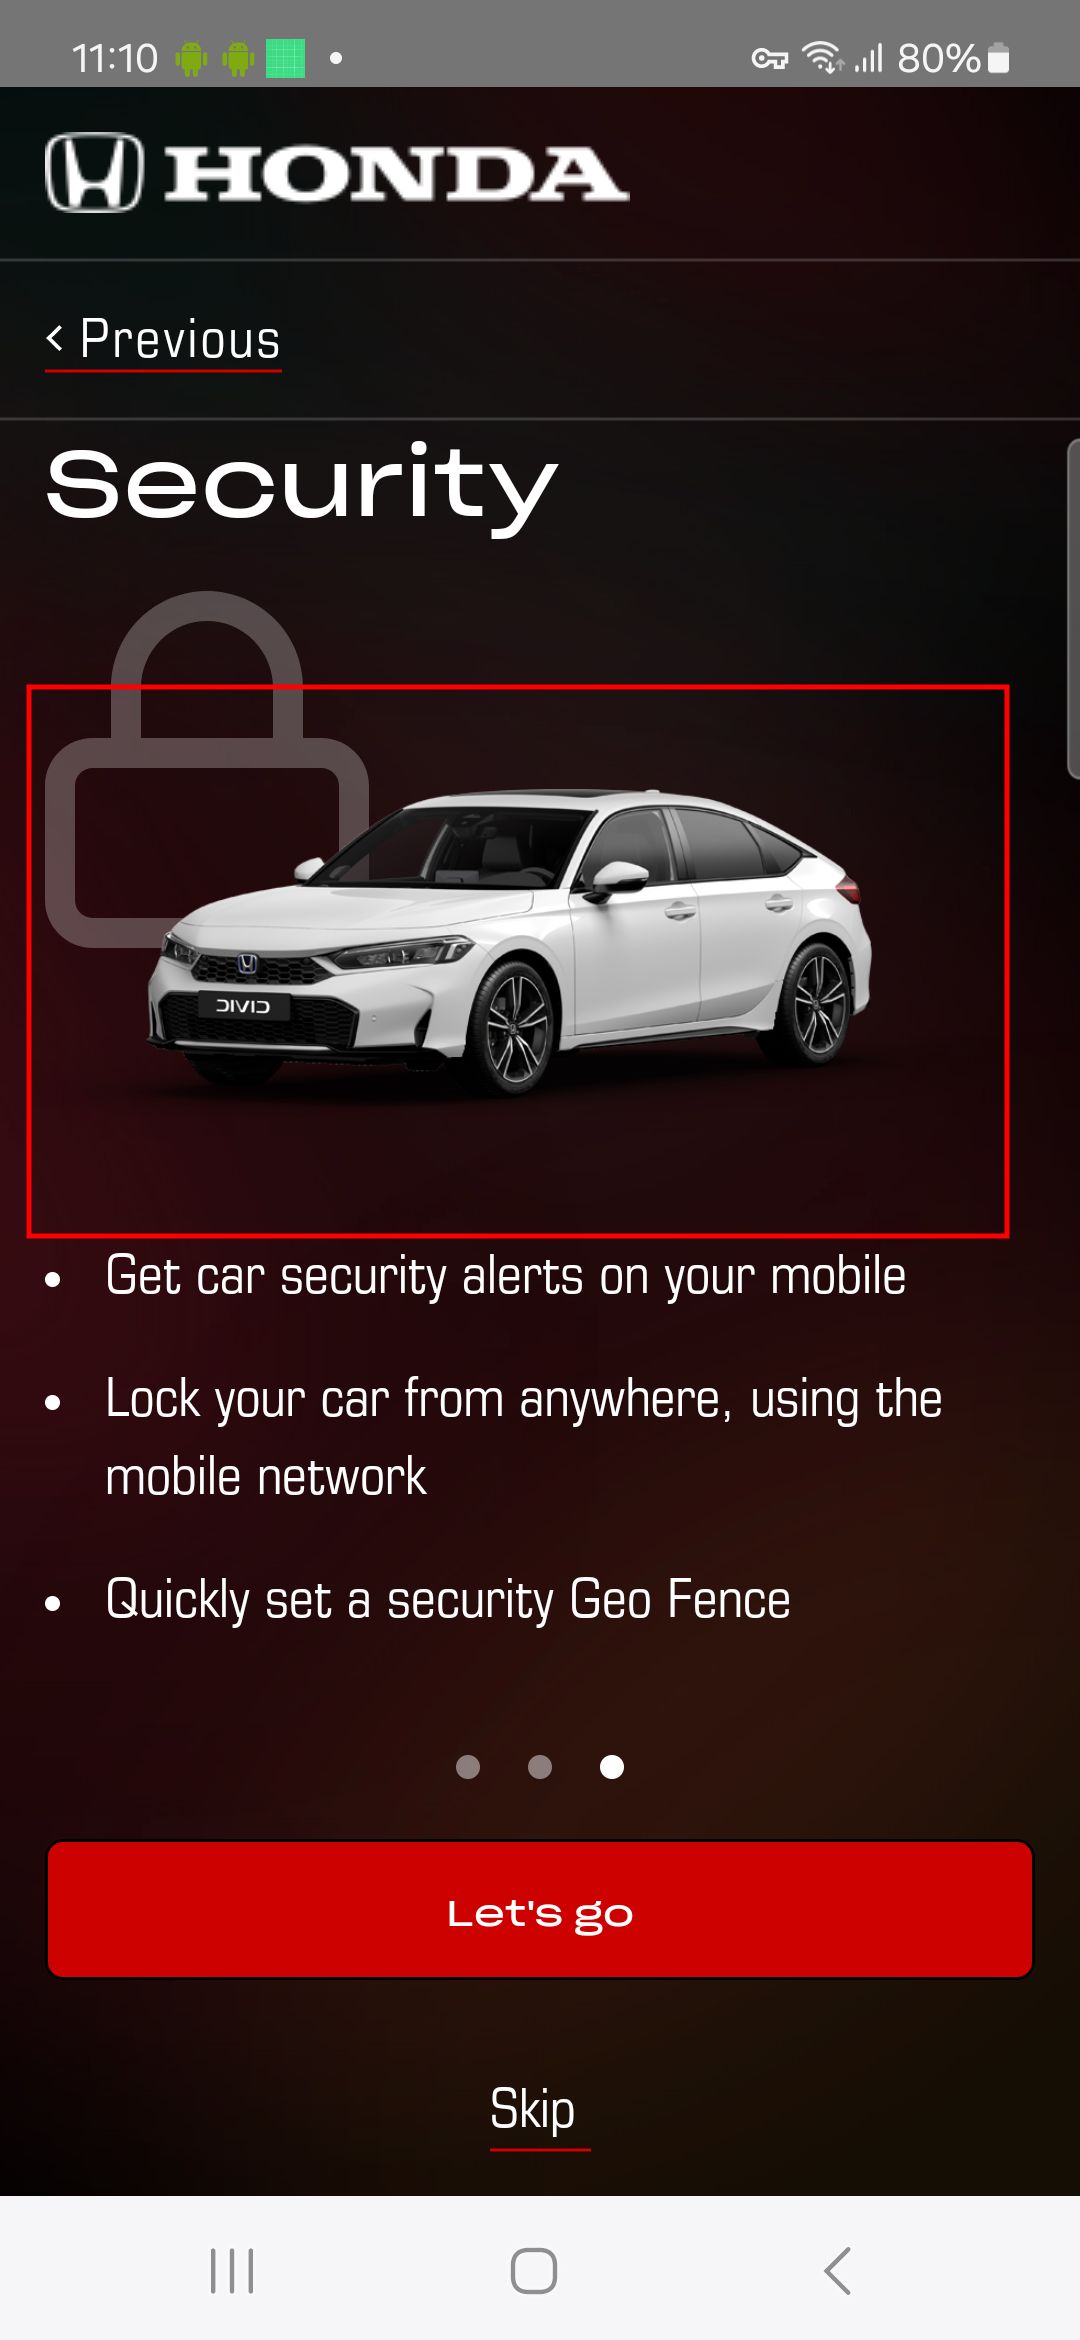 11:10
80%
HONDA
< Previous
Security
CIVIC
• Get car security alerts on your mobile
• Lock your car from anywhere, using the
mobile network
• Quickly set a security Geo Fence
Let's go
Skip